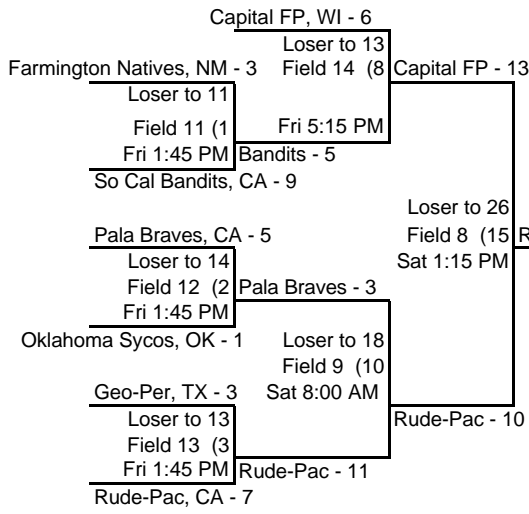 Capital FP, WI - 6
Loser to 13
Farmington Natives, NM - 3 Field 14 (8 Capital FP - 13
Loser to 11
Field 11 (1 Fri 5:15 PM
Fri 1:45 PM Bandits - 5
So Cal Bandits, CA - 9
Loser to 26
Pala Braves, CA - 5 Field 8 (15 R
Loser to 14 Sat 1:15 PM
Field 12 (2 Pala Braves - 3
Fri 1:45 PM
Oklahoma Sycos, OK - 1 Loser to 18
Field 9 (10
Geo-Per, TX - 3 Sat 8:00 AM
Loser to 13 Rude-Pac - 10
Field 13 (3
Fri 1:45 PM Rude-Pac - 11
Rude-Pac, CA - 7